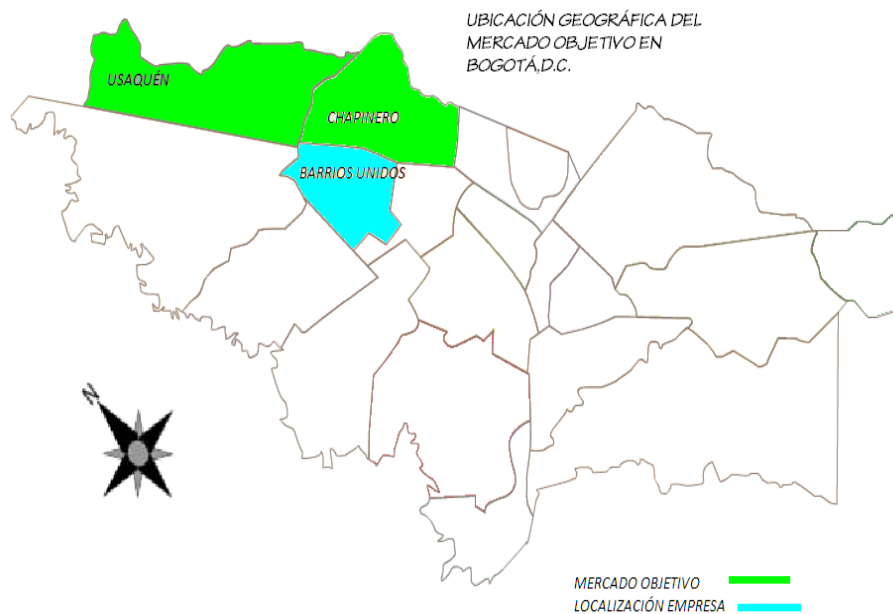 UBICACIÓN GEOGRÁFICA DEL
MERCADO OBJETIVO EN
BOGOTÁ,D.C.
USAQUÉN
CHAPINERO
BARRIOS UNIDOS
N
MERCADO OBJETIVO
LOCALIZACIÓN EMPRESA